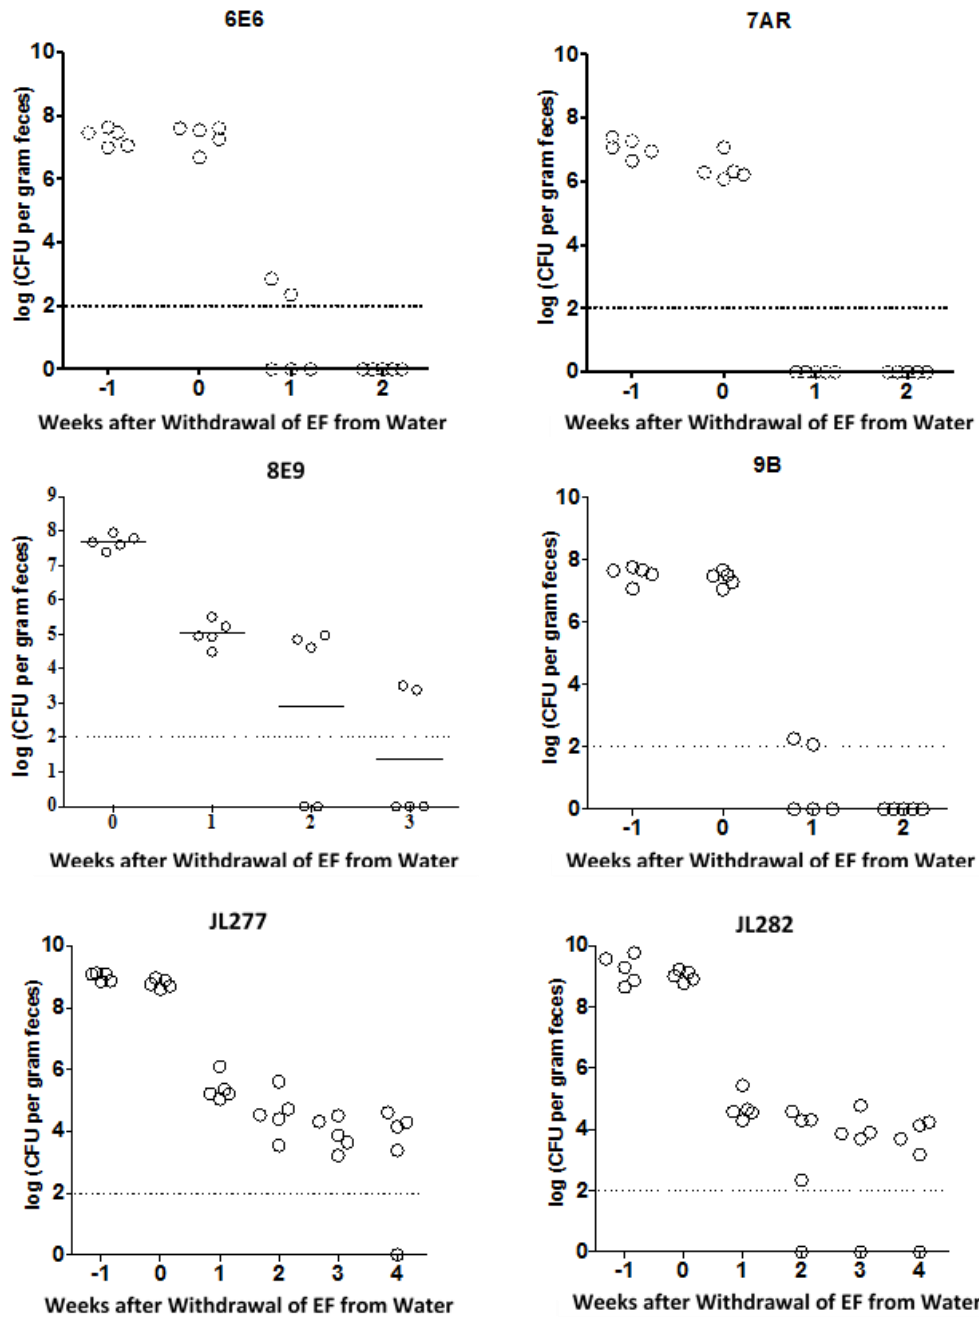 6E6
log (CFU per gram feces)
10
8
6
4
2
0
-1 0 1 2
Weeks after Withdrawal of EF from Water
7AR
log (CFU per gram feces)
10
8
6
4
2
0
-1 0 1 2
Weeks after Withdrawal of EF from Water
8E9
log (CFU per gram feces)
9
8
7
6
5
4
3
2
1
0
0 1 2 3
Weeks after Withdrawal of EF from Water
9B
log (CFU per gram feces)
10
8
6
4
2
0
-1 0 1 2
Weeks after Withdrawal of EF from Water
JL277
log (CFU per gram feces)
10
8
6
4
2
0
-1 0 1 2 3 4
Weeks after Withdrawal of EF from Water
JL282
log (CFU per gram feces)
10
8
6
4
2
0
-1 0 1 2 3 4
Weeks after Withdrawal of EF from Water